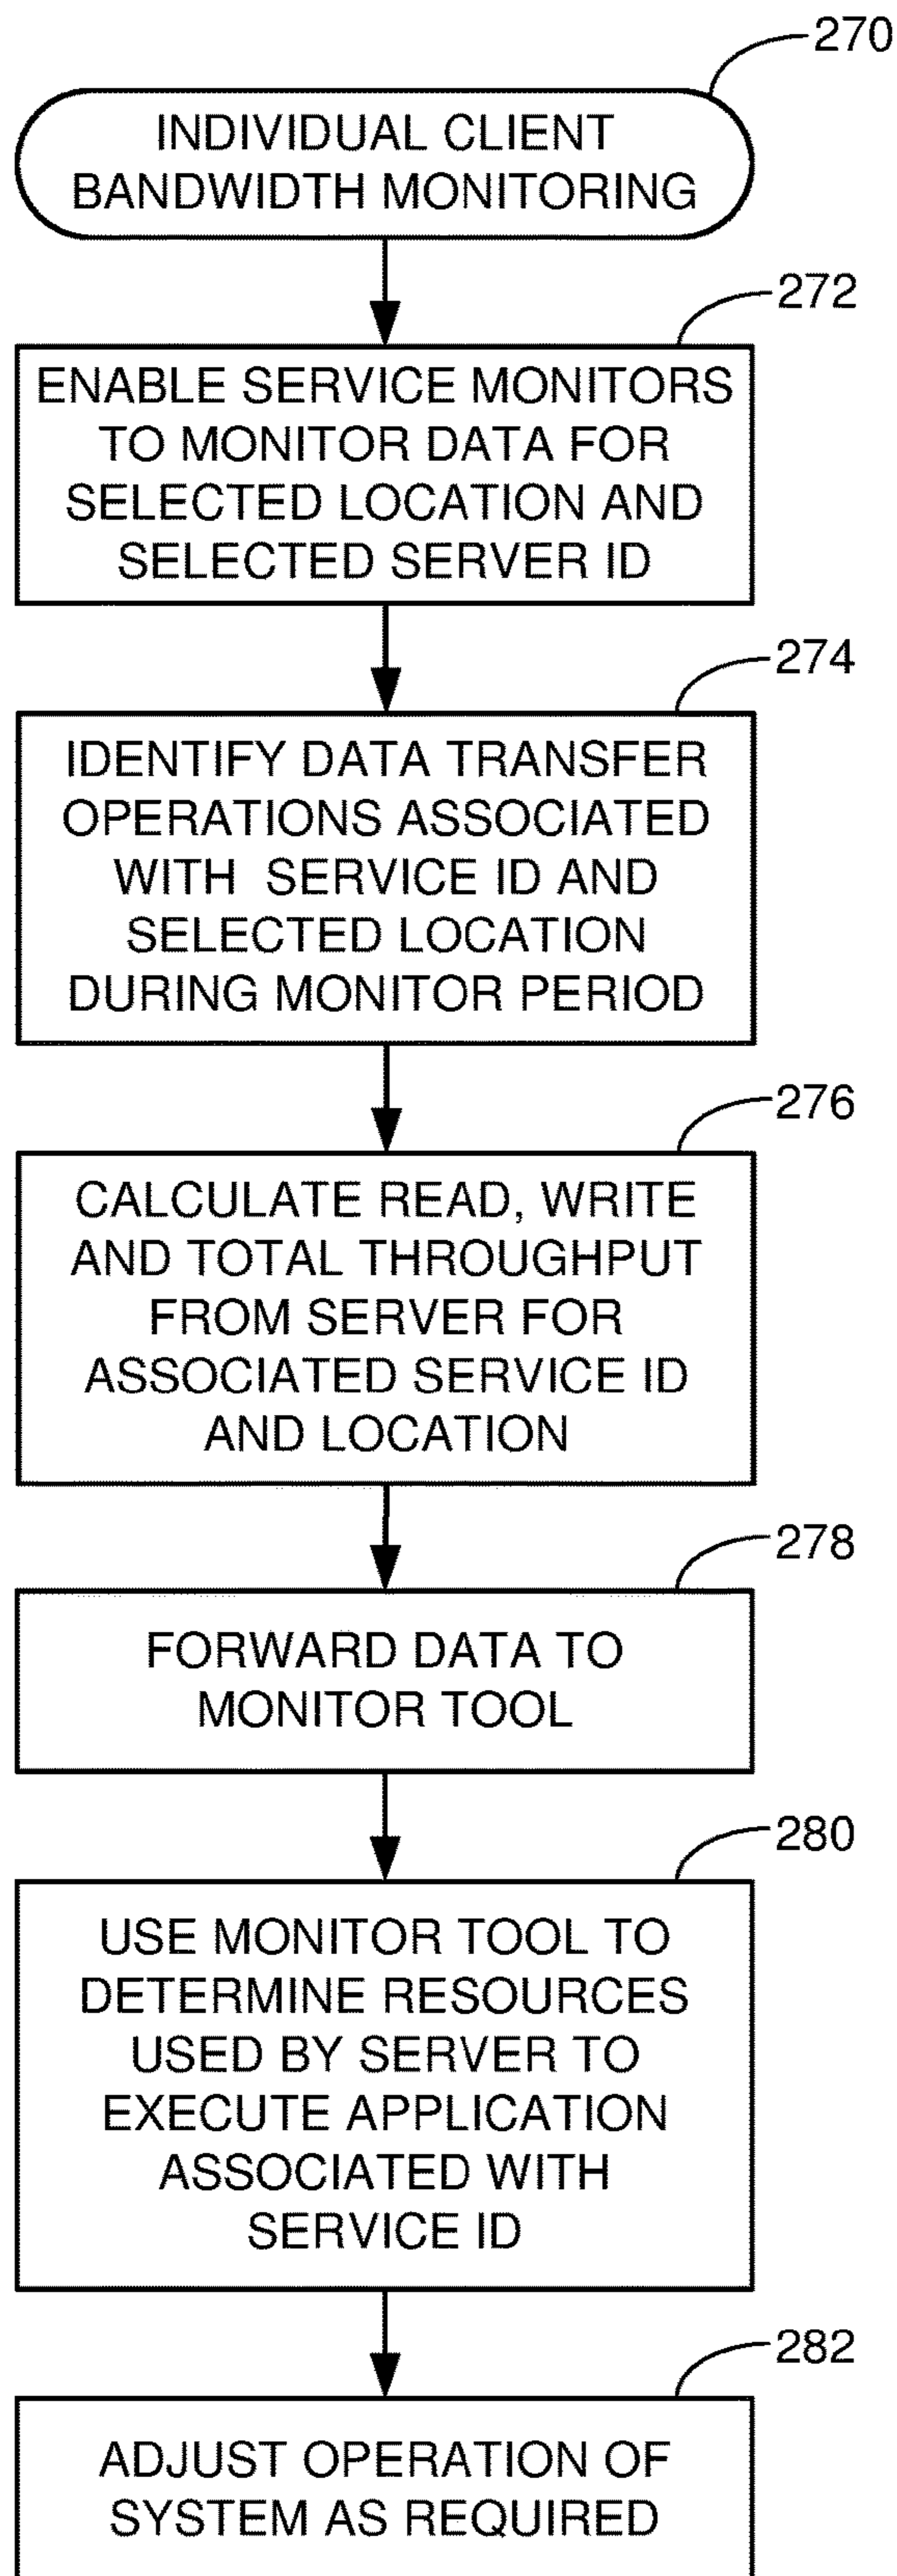 270
INDIVIDUAL CLIENT
BANDWIDTH MONITORING
272
ENABLE SERVICE MONITORS
TO MONITOR DATA FOR
SELECTED LOCATION AND
SELECTED SERVER ID
274
IDENTIFY DATA TRANSFER
OPERATIONS ASSOCIATED
WITH SERVICE ID AND
SELECTED LOCATION
DURING MONITOR PERIOD
276
CALCULATE READ, WRITE
AND TOTAL THROUGHPUT
FROM SERVER FOR
ASSOCIATED SERVICE ID
AND LOCATION
278
FORWARD DATA TO
MONITOR TOOL
280
USE MONITOR TOOL TO
DETERMINE RESOURCES
USED BY SERVER TO
EXECUTE APPLICATION
ASSOCIATED WITH
SERVICE ID
282
ADJUST OPERATION OF
SYSTEM AS REQUIRED